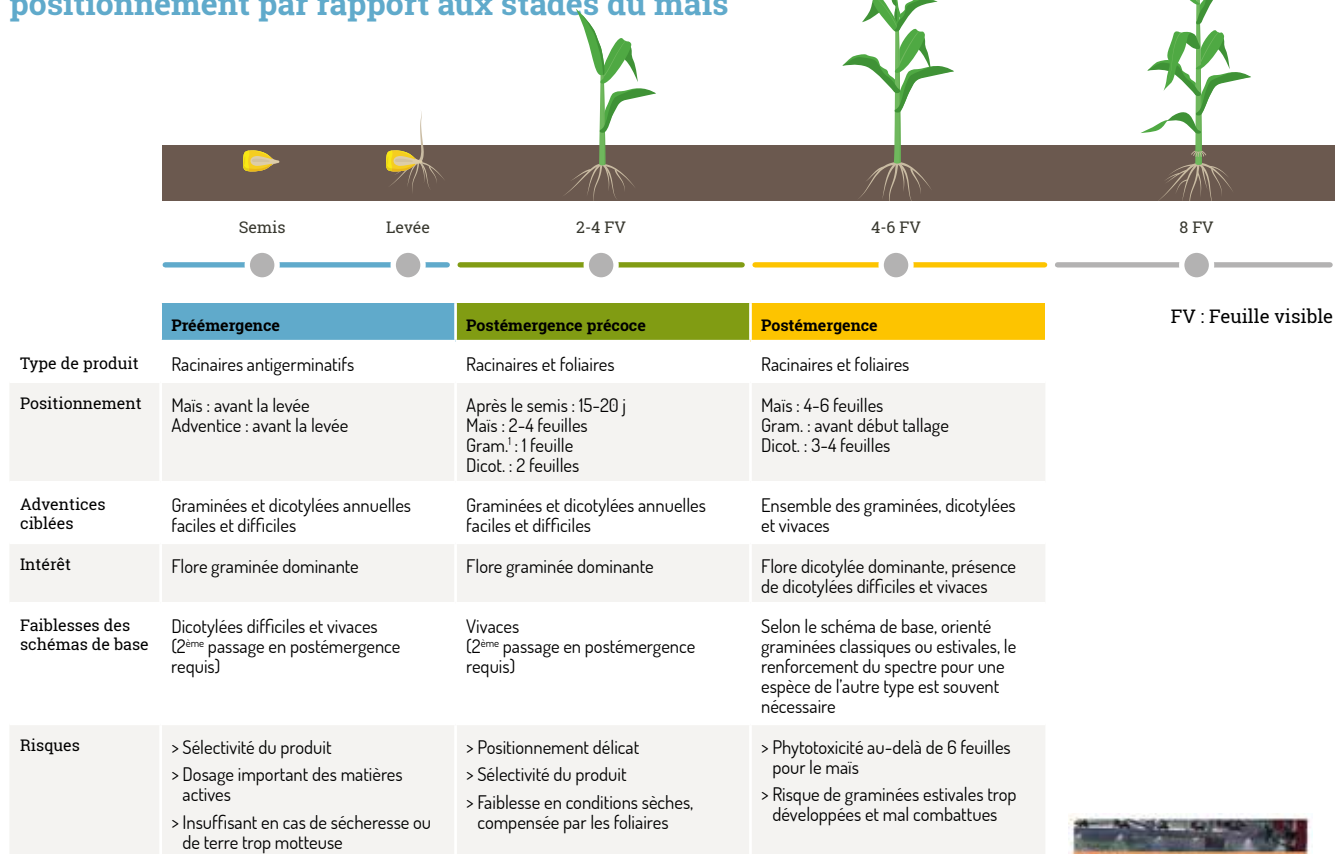 positionnement par rapport aux stades du maïs
Semis
Levée
2-4 FV
4-6 FV
8 FV
FV : Feuille visible
Préémergence
Postémergence précoce
Postémergence
Type de produit
Racinaires antigerminatifs
Racinaires et foliaires
Racinaires et foliaires
Positionnement
Maïs : avant la levée
Adventice : avant la levée
Après le semis : 15-20 j
Maïs : 2-4 feuilles
Gram.¹ : 1 feuille
Dicot. : 2 feuilles
Maïs : 4-6 feuilles
Gram. : avant début tallage
Dicot. : 3-4 feuilles
Adventices
ciblées
Graminées et dicotylées annuelles
faciles et difficiles
Graminées et dicotylées annuelles
faciles et difficiles
Ensemble des graminées, dicotylées
et vivaces
Intérêt
Flore graminée dominante
Flore graminée dominante
Flore dicotylée dominante, présence
de dicotylées difficiles et vivaces
Faiblesses des
schémas de base
Dicotylées difficiles et vivaces
(2ème passage en postémergence
requis)
Vivaces
(2ème passage en postémergence
requis)
Selon le schéma de base, orienté
graminées classiques ou estivales, le
renforcement du spectre pour une
espèce de l'autre type est souvent
nécessaire
Risques
> Sélectivité du produit
> Dosage important des matières
actives
> Insuffisant en cas de sécheresse ou
de terre trop motteuse
> Positionnement délicat
> Sélectivité du produit
> Faiblesse en conditions sèches,
compensée par les foliaires
> Phytotoxicité au-delà de 6 feuilles
pour le maïs
> Risque de graminées estivales trop
développées et mal combattues